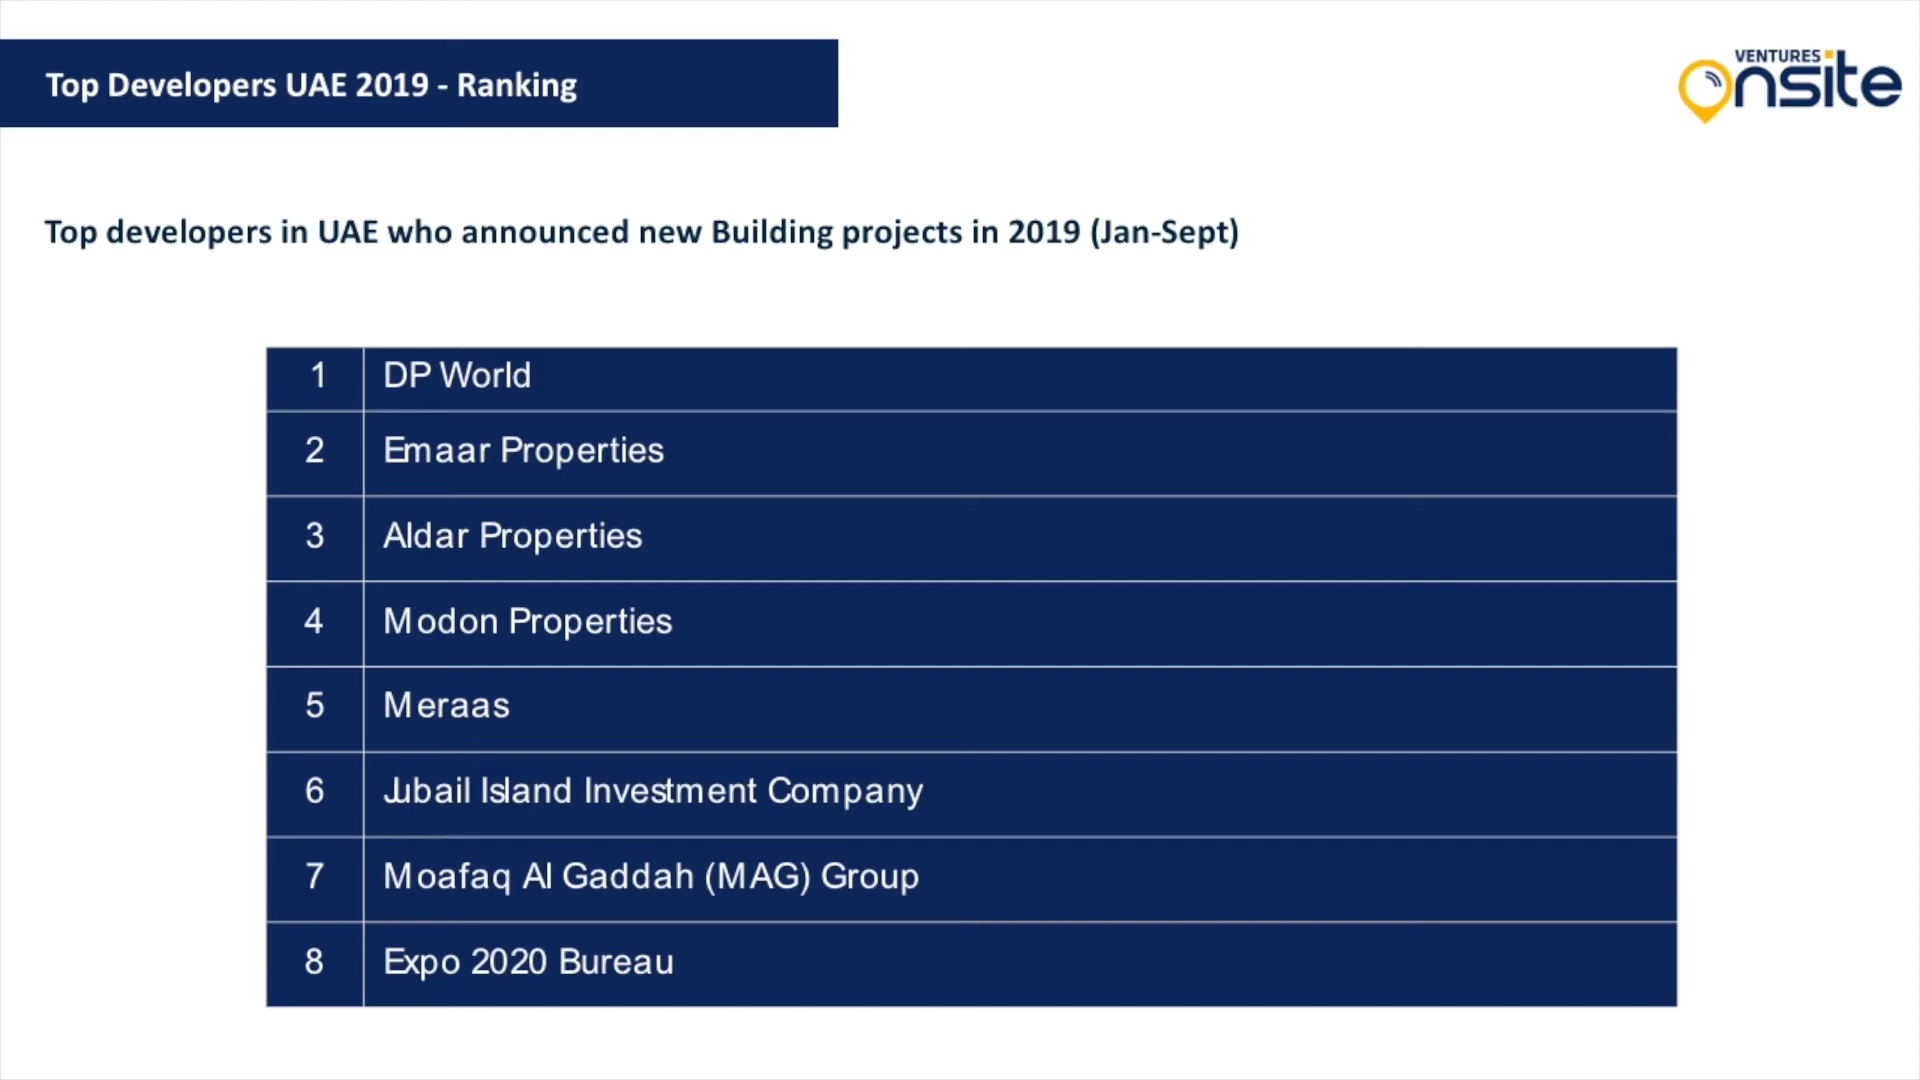 Top Developers UAE 2019 - Ranking
VENTURES
Onsite
Top developers in UAE who announced new Building projects in 2019 (Jan-Sept)
1 DP World
2 Emaar Properties
3 Aldar Properties
4 Modon Properties
5 Meraas
6 Jubail Island Investment Company
7 Moafaq Al Gaddah (MAG) Group
8 Expo 2020 Bureau